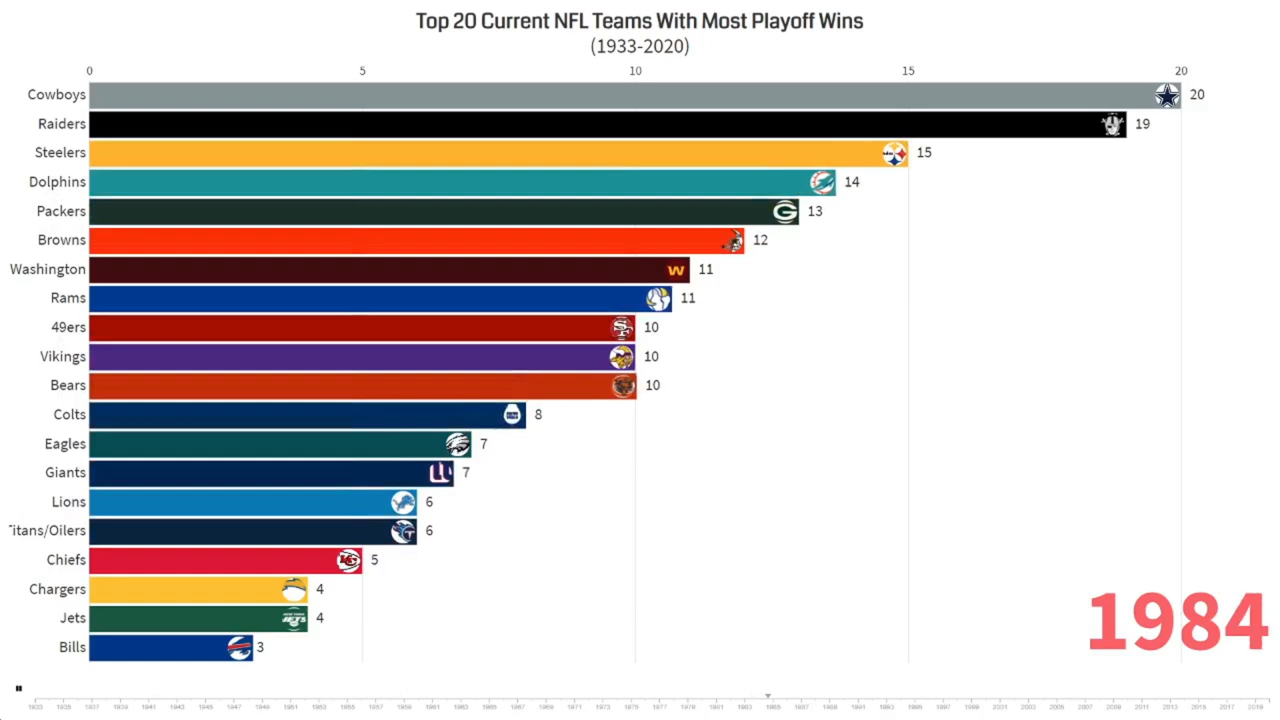 Top 20 Current NFL Teams With Most Playoff Wins
(1933-2020)
0 5 10 15 20
Cowboys 20
Raiders 19
Steelers 15
Dolphins 14
Packers G 13
Browns 12
Washington W 11
Rams 11
49ers SF 10
Vikings 10
Bears 10
Colts 8
Eagles 7
Giants 7
Lions 6
Titans/Oilers 6
Chiefs KC 5
Chargers 4
Jets JETS 4
Bills 3
1984